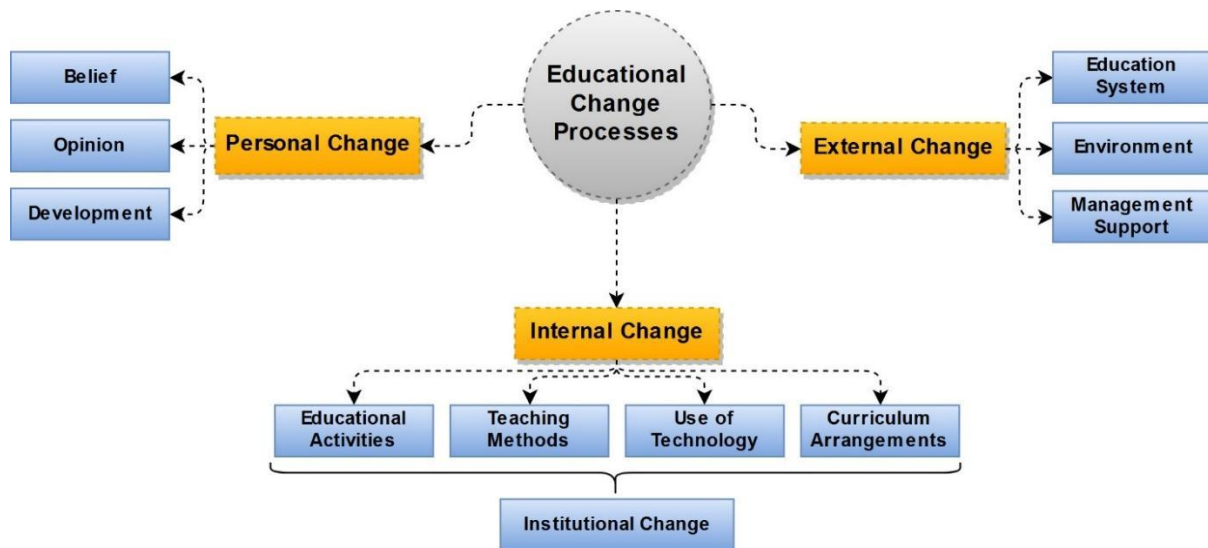 Educational
Change
Processes
Personal Change
Belief
Opinion
Development
External Change
Education
System
Environment
Management
Support
Internal Change
Educational
Activities
Teaching
Methods
Use of
Technology
Curriculum
Arrangements
Institutional Change